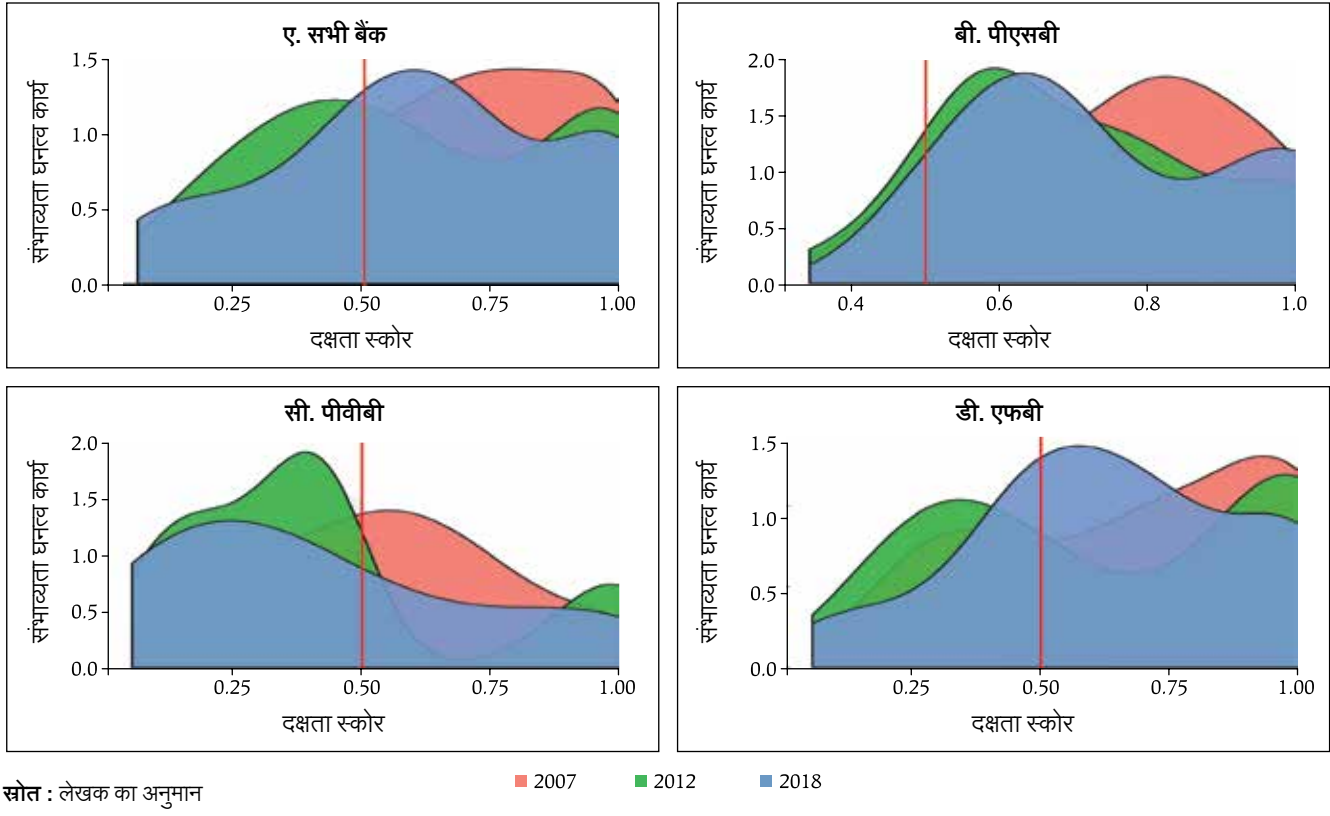 ए. सभी बैंक
संभाव्यता घनत्व कार्य
1.5
1.0
0.5
0.0
0.25 0.50 0.75 1.00
दक्षता स्कोर
बी. पीएसबी
संभाव्यता घनत्व कार्य
2.0
1.5
1.0
0.5
0.0
0.4 0.6 0.8 1.0
दक्षता स्कोर
सी. पीवीबी
संभाव्यता घनत्व कार्य
2.0
1.5
1.0
0.5
0.0
0.25 0.50 0.75 1.00
दक्षता स्कोर
डी. एफबी
संभाव्यता घनत्व कार्य
1.5
1.0
0.5
0.0
0.25 0.50 0.75 1.00
दक्षता स्कोर
2007 2012 2018
स्रोत : लेखक का अनुमान